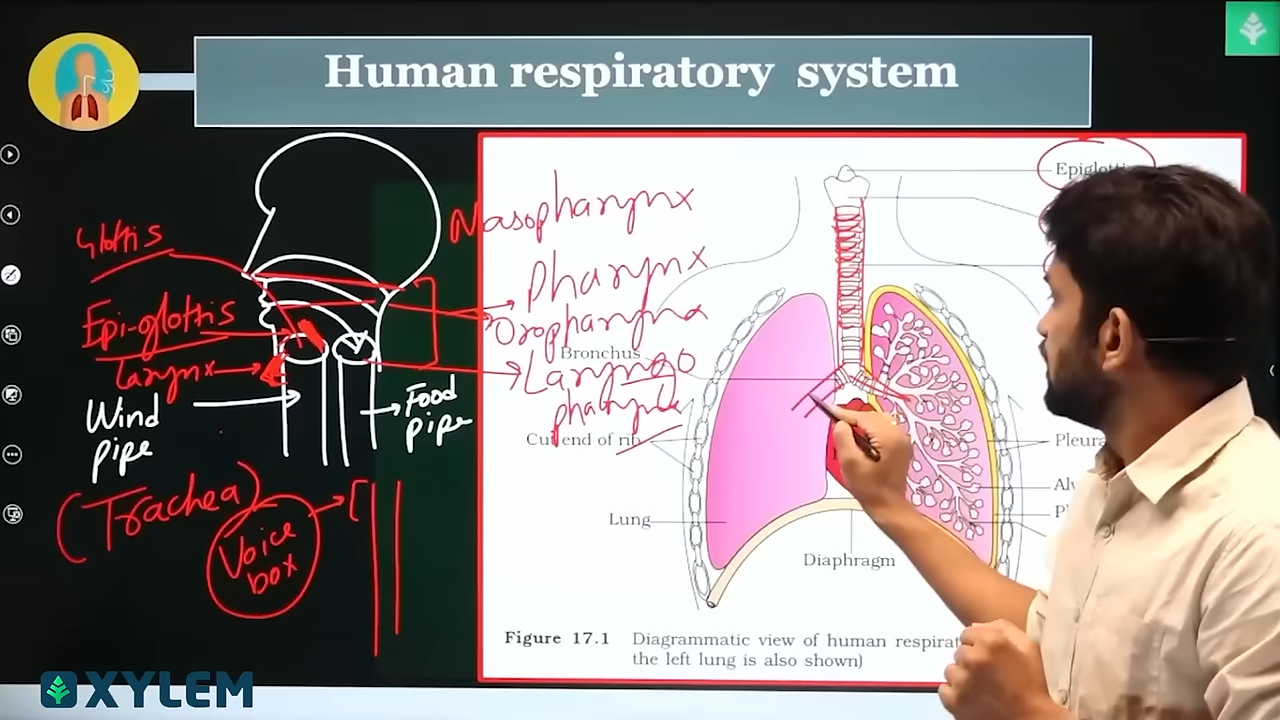 Human respiratory system
Glottis
Epi-glottis
Larynx
Wind
pipe
(Trachea)
Voice
box
Food
pipe
Nasopharynx
Pharynx
Oropharynx
Laryngo
pharynx
Epiglottis
Bronchus
Cut end of rib
Lung
Diaphragm
Pleura
Figure 17.1 Diagrammatic view of human respirat
the left lung is also shown)
XYLEM